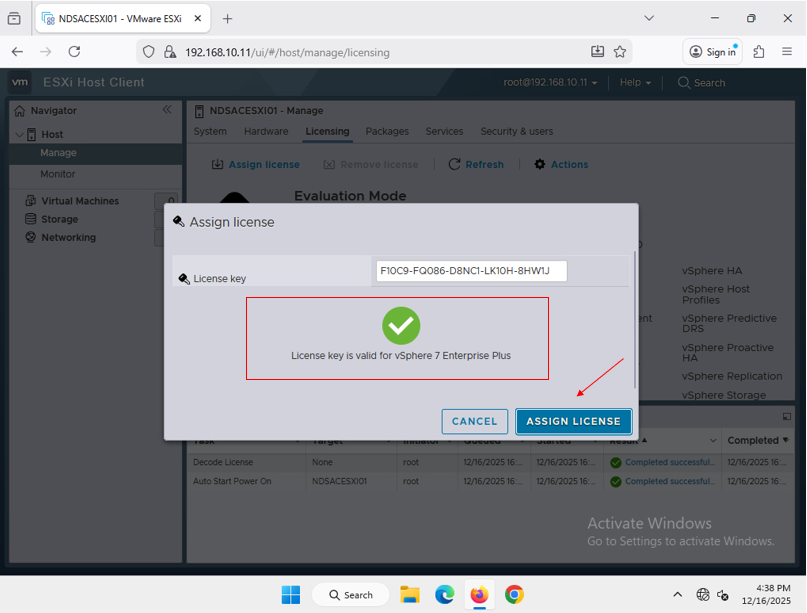 NDSACESXI01 - VMware ESXi
192.168.10.11/ui/#/host/manage/licensing
Sign in
vm ESXi Host Client
root@192.168.10.11
Help
Search
Navigator
Host
Manage
Monitor
Virtual Machines
0
Storage
Networking
NDSACESXI01 - Manage
System Hardware Licensing Packages Services Security & users
Assign license Remove license Refresh Actions
Evaluation Mode
vSphere HA
vSphere Host
Profiles
vSphere Predictive
DRS
vSphere Proactive
HA
vSphere Replication
vSphere Storage
Assign license
License key
F10C9-FQ086-D8NC1-LK10H-8HW1J
License key is valid for vSphere 7 Enterprise Plus
CANCEL
ASSIGN LICENSE
Task Target Initiator Queued Started Result Completed
Decode License None root 12/16/2025 16:... 12/16/2025 16:... Completed successful... 12/16/2025 16:...
Auto Start Power On NDSACESXI01 root 12/16/2025 16:... 12/16/2025 16:... Completed successful... 12/16/2025 16:...
Activate Windows
Go to Settings to activate Windows.
Search
4:38 PM
12/16/2025